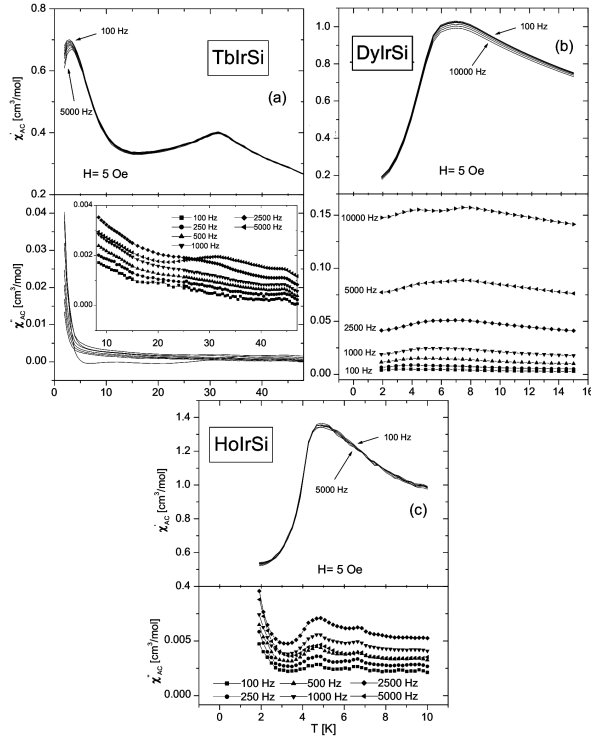 0.8
0.6
0.4
0.2
χ'AC [cm³/mol]
100 Hz
5000 Hz
TbIrSi
(a)
H= 5 Oe
0.04
0.03
0.02
0.01
0.00
χ''AC [cm³/mol]
0.004
0.002
0.000
100 Hz
250 Hz
500 Hz
1000 Hz
2500 Hz
5000 Hz
10 20 30 40
0 10 20 30 40
DyIrSi
(b)
100 Hz
10000 Hz
1.0
0.8
0.6
0.4
0.2
H= 5 Oe
0.15
0.10
0.05
0.00
10000 Hz
5000 Hz
2500 Hz
1000 Hz
100 Hz
0 2 4 6 8 10 12 14 16
HoIrSi
(c)
100 Hz
5000 Hz
1.4
1.2
1.0
0.8
0.6
0.4
χ'AC [cm³/mol]
H= 5 Oe
0.005
0.000
χ''AC [cm³/mol]
100 Hz 500 Hz 2500 Hz
250 Hz 1000 Hz 5000 Hz
0 2 4 6 8 10
T [K]